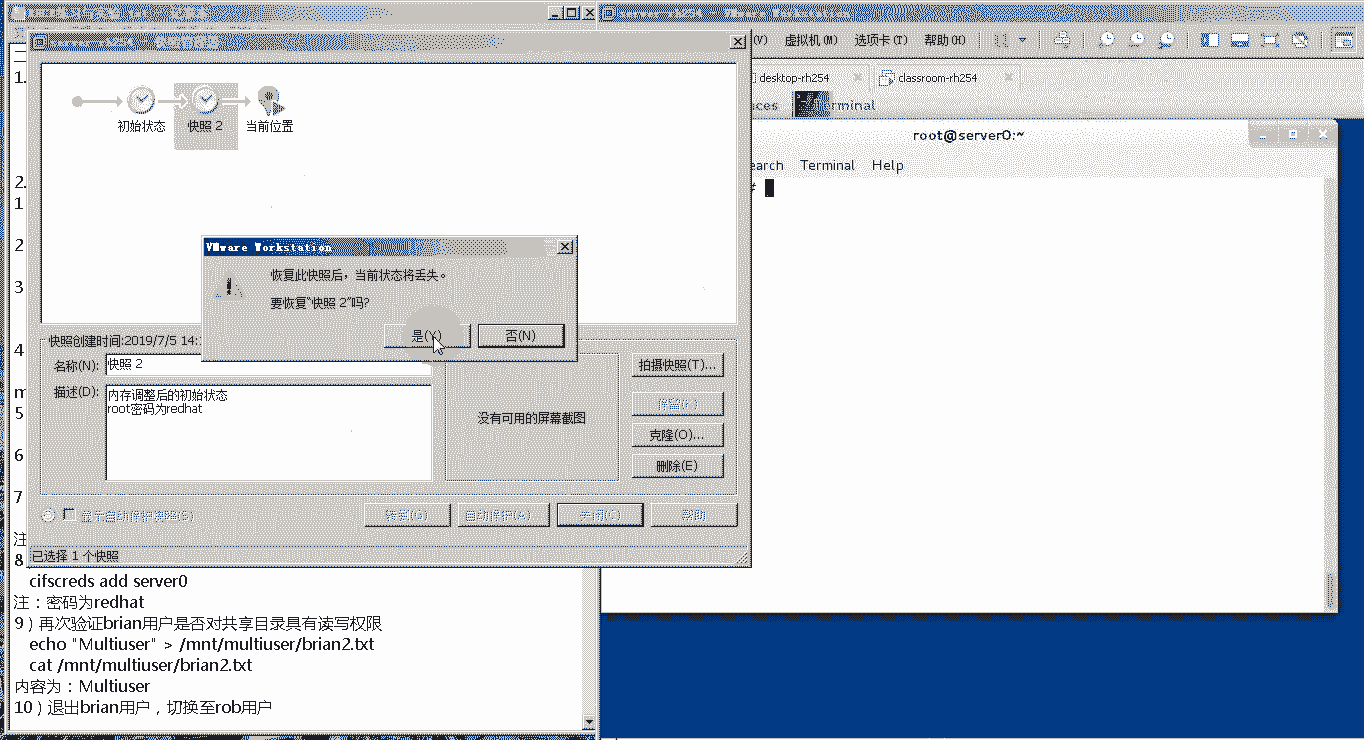 (V) 虚拟机(M) 选项卡(T) 帮助(H)
desktop-rh254 × classroom-rh254 ×
aces Terminal
root@server0:~
earch Terminal Help
初始状态 快照 2 当前位置
VMware Workstation
恢复此快照后，当前状态将丢失。
要恢复“快照 2”吗?
是(Y) 否(N)
快照创建时间:2019/7/5 14:
名称(N): 快照 2
描述(D): 内存调整后的初始状态
root密码为redhat
没有可用的屏幕截图
拍摄快照(T)...
保留(K)
克隆(O)...
删除(E)
显示自动保护快照(S)
转到(G) 自动保护(A) 关闭(C) 帮助
已选择 1 个快照
1.
2.
1
2
3
4
m
5
6
7
注
8
cifscreds add server0
注：密码为redhat
9）再次验证brian用户是否对共享目录具有读写权限
echo "Multiuser" > /mnt/multiuser/brian2.txt
cat /mnt/multiuser/brian2.txt
内容为：Multiuser
10）退出brian用户，切换至rob用户